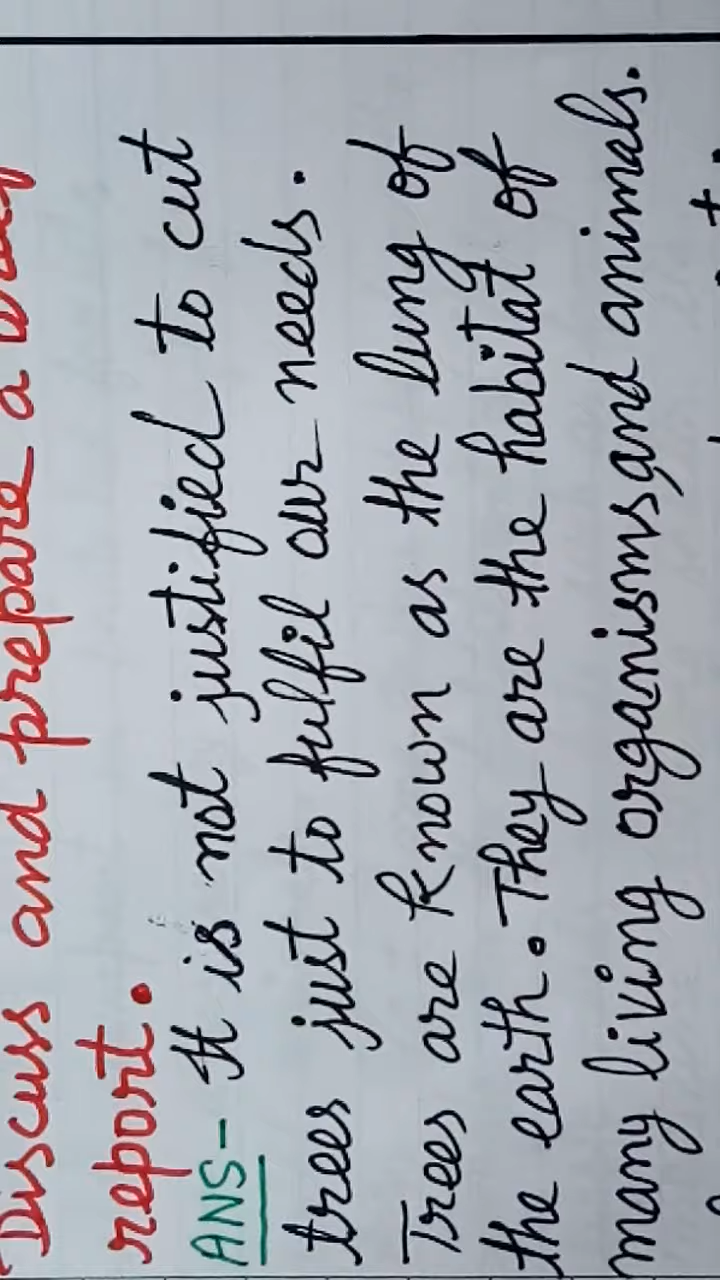 Discuss and prepare a brief
report.
ANS- It is not justified to cut
trees just to fulfil our needs.
Trees are known as the lung of
the earth. They are the habitat of
many living organisms, and animals.